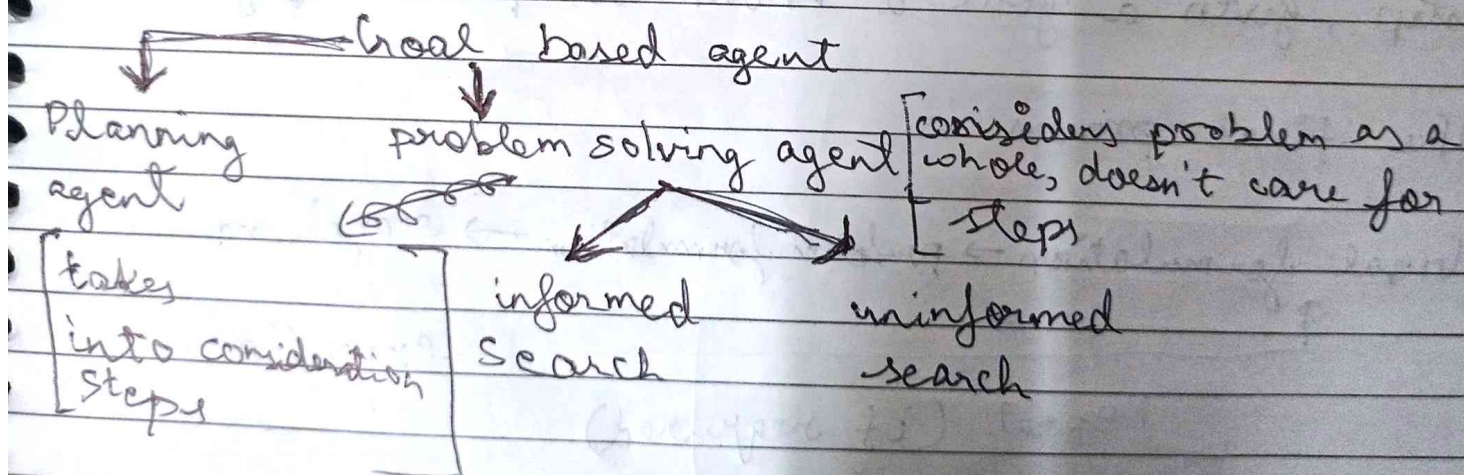 Goal based agent
Planning
agent
problem solving agent
[considers problem as a
whole, doesn't care for
steps
[takes
into consideration
steps]
informed
search
uninformed
search